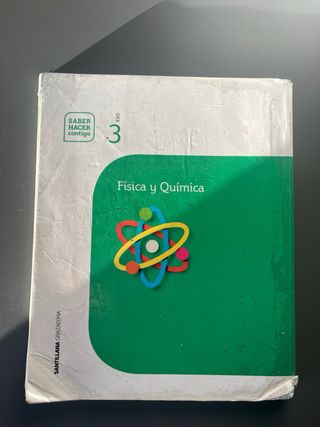 SABER
HACER
contigo
3 ESO
Física y Química
SANTILLANA GRAZALEMA